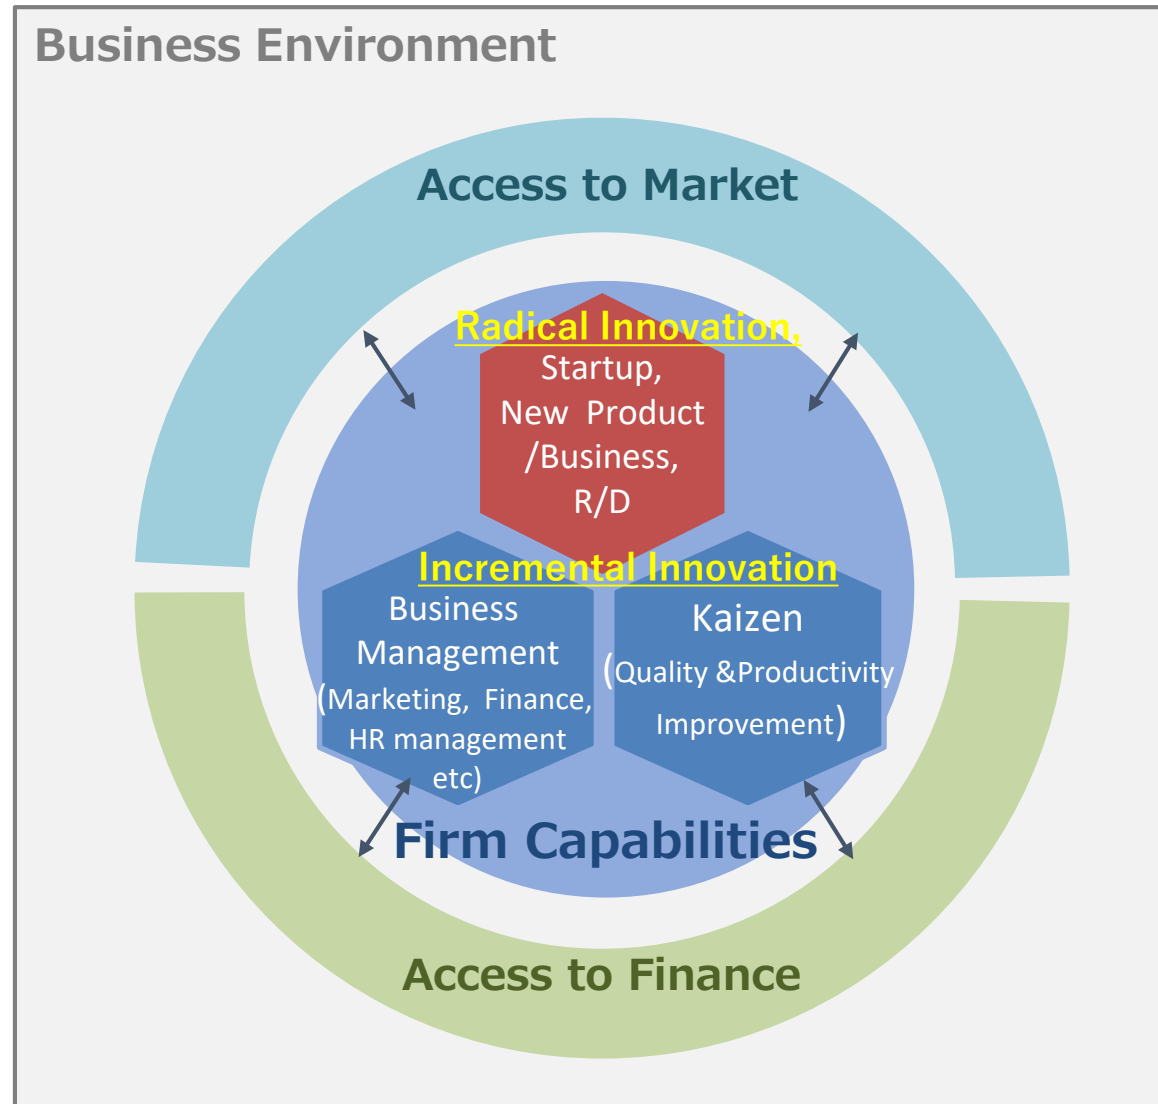 Business Environment
Access to Market
Radical Innovation,
Startup,
New  Product
/Business,
R/D
Incremental Innovation
Business
Management
(Marketing,  Finance,
HR management
etc)
Kaizen
(Quality &Productivity
Improvement)
Firm Capabilities
Access to Finance